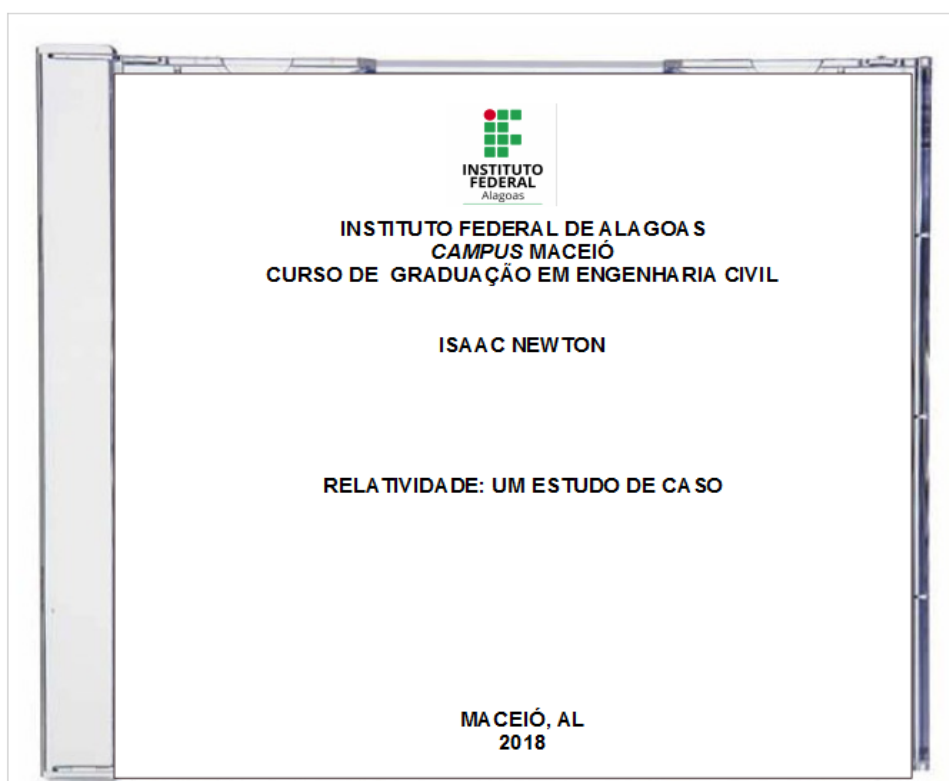 INSTITUTO
FEDERAL
Alagoas
INSTITUTO FEDERAL DE ALAGOAS
CAMPUS MACEIÓ
CURSO DE GRADUAÇÃO EM ENGENHARIA CIVIL
ISAAC NEWTON
RELATIVIDADE: UM ESTUDO DE CASO
MACEIÓ, AL
2018